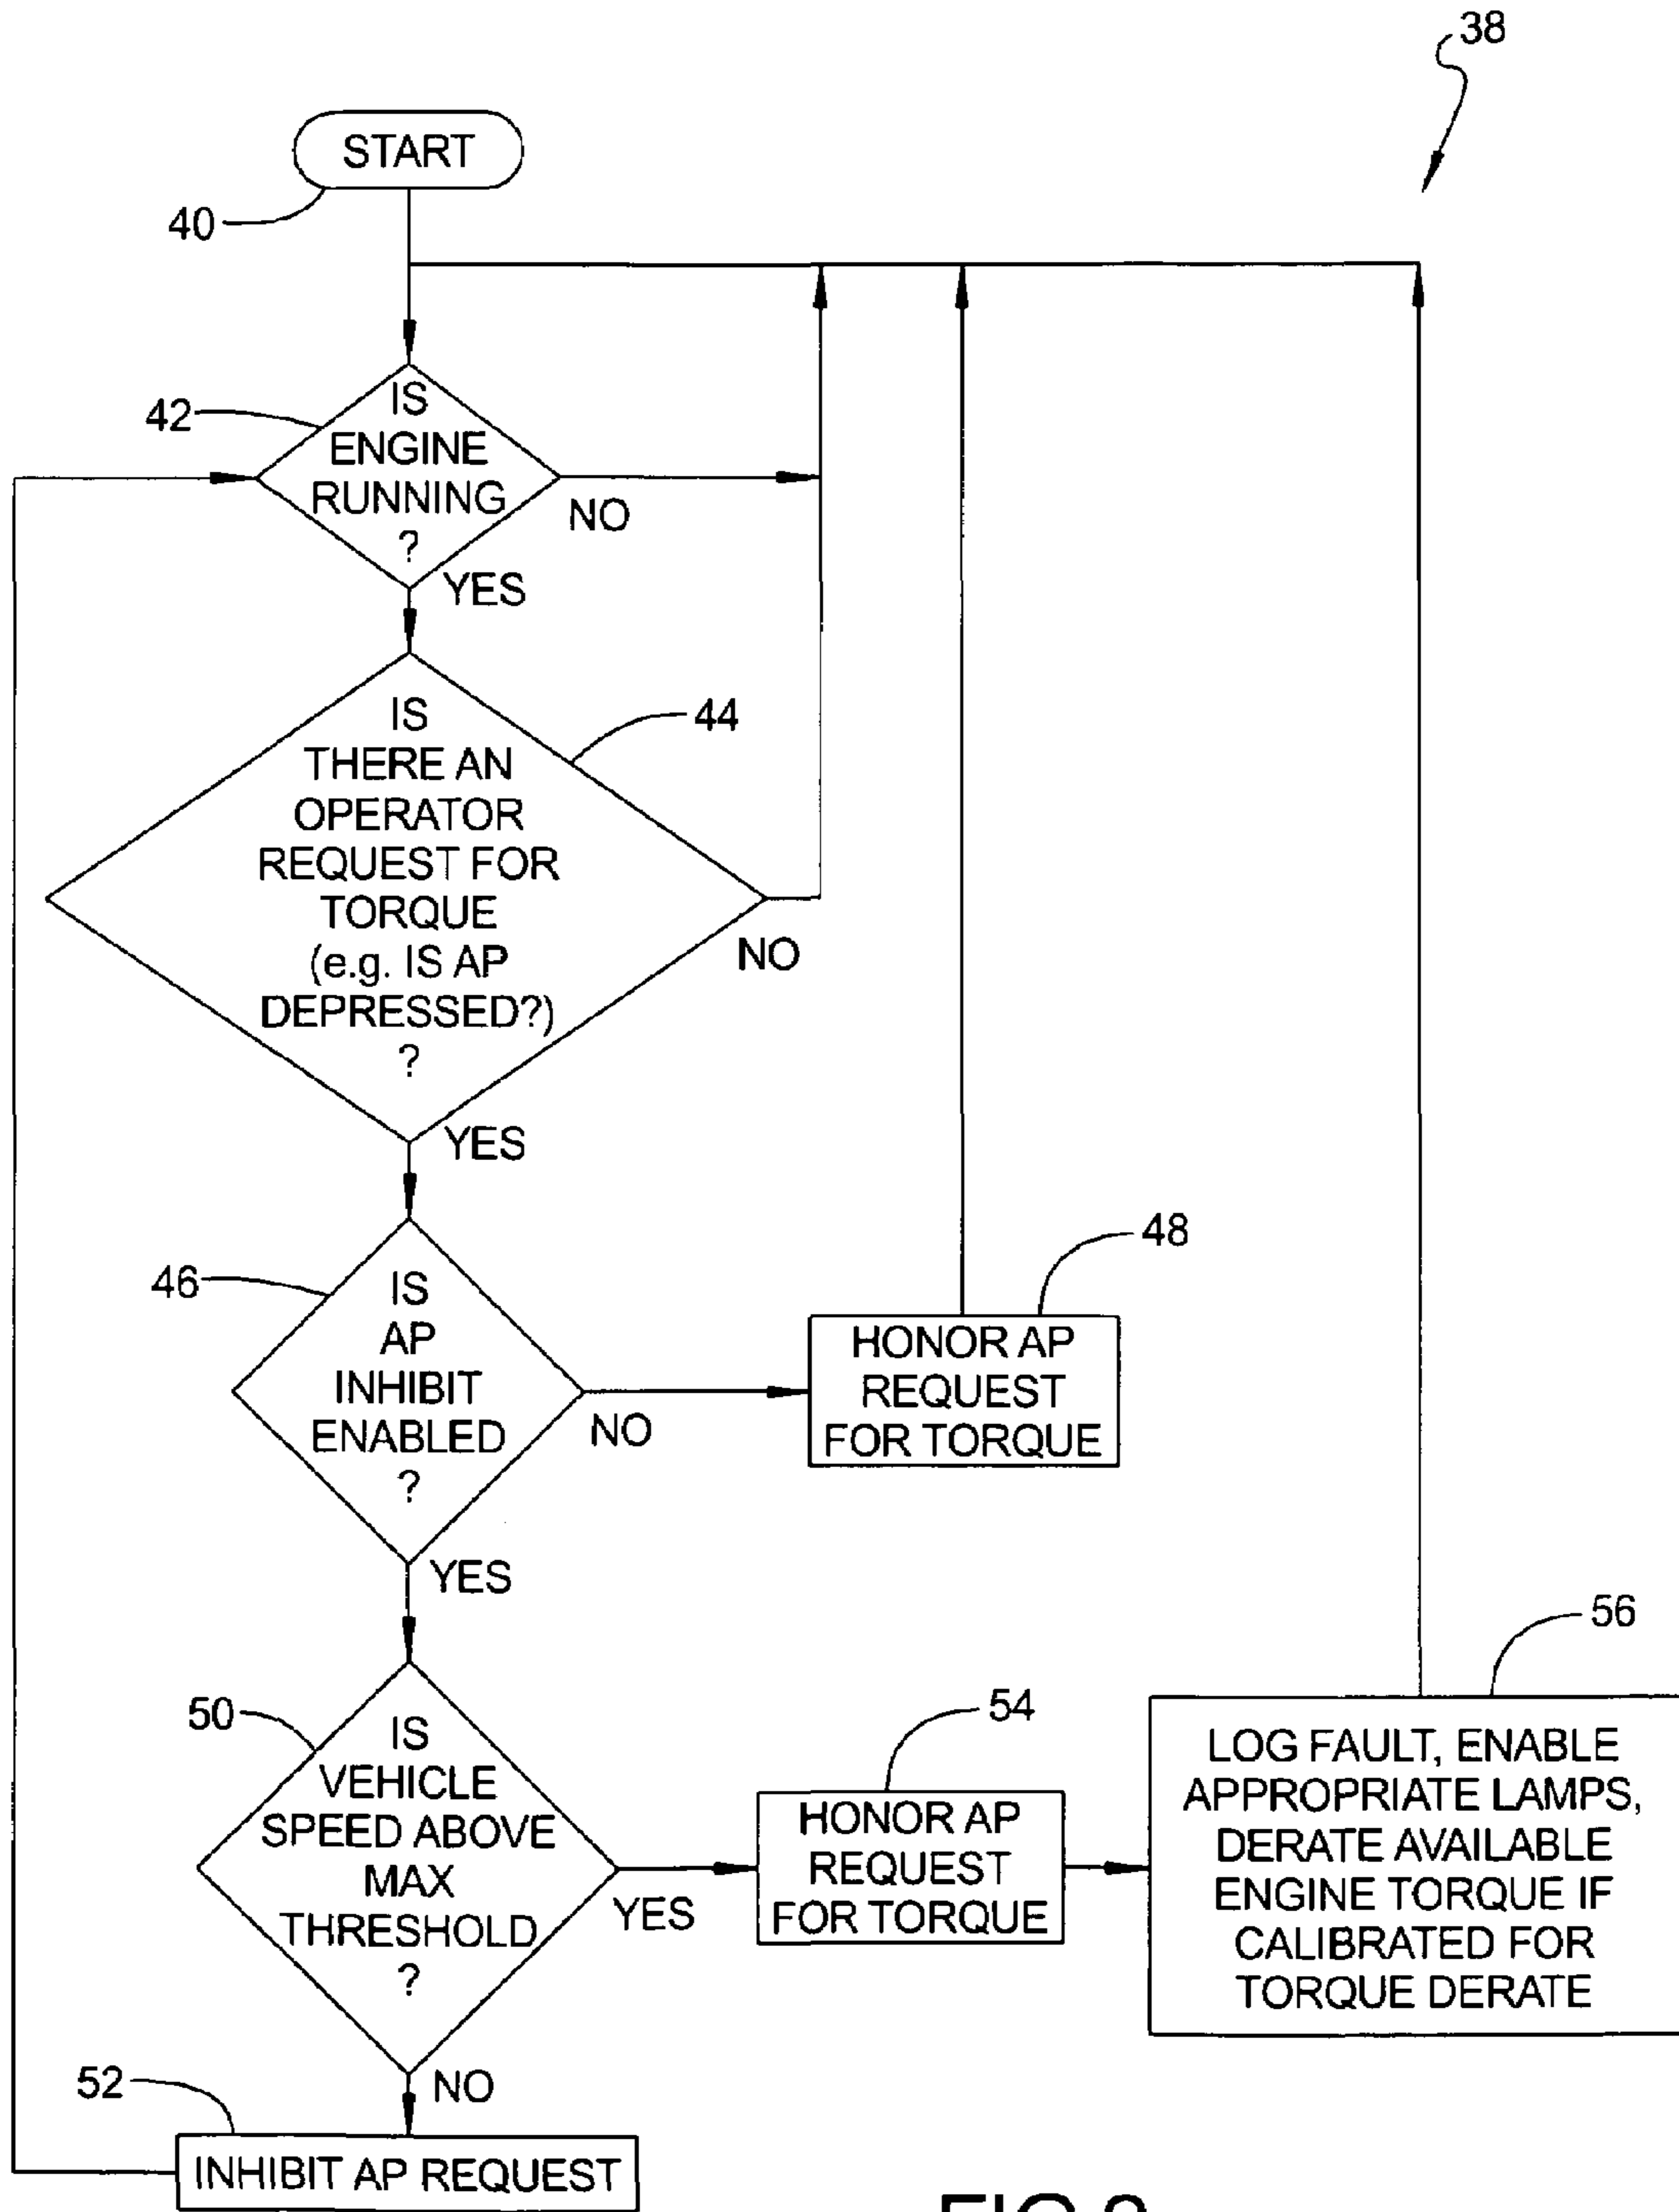 38
START
40
IS
ENGINE
RUNNING
?
42
NO
YES
IS
THERE AN
OPERATOR
REQUEST FOR
TORQUE
(e.g. IS AP
DEPRESSED?)
?
44
NO
YES
IS
AP
INHIBIT
ENABLED
?
46
NO
HONOR AP
REQUEST
FOR TORQUE
48
YES
IS
VEHICLE
SPEED ABOVE
MAX
THRESHOLD
?
50
YES
HONOR AP
REQUEST
FOR TORQUE
54
LOG FAULT, ENABLE
APPROPRIATE LAMPS,
DERATE AVAILABLE
ENGINE TORQUE IF
CALIBRATED FOR
TORQUE DERATE
56
NO
52
INHIBIT AP REQUEST